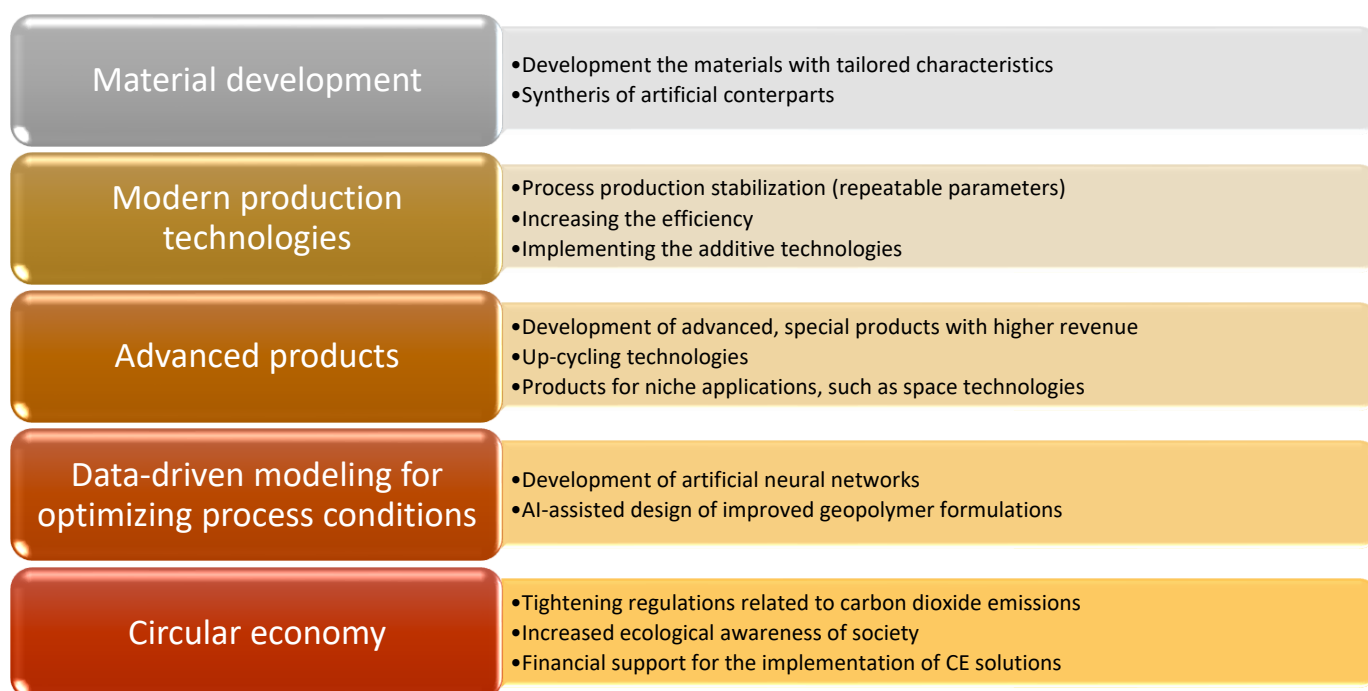 Material development
•Development the materials with tailored characteristics
•Syntheris of artificial conterparts
Modern production
technologies
•Process production stabilization (repeatable parameters)
•Increasing the efficiency
•Implementing the additive technologies
Advanced products
•Development of advanced, special products with higher revenue
•Up-cycling technologies
•Products for niche applications, such as space technologies
Data-driven modeling for
optimizing process conditions
•Development of artificial neural networks
•AI-assisted design of improved geopolymer formulations
Circular economy
•Tightening regulations related to carbon dioxide emissions
•Increased ecological awareness of society
•Financial support for the implementation of CE solutions